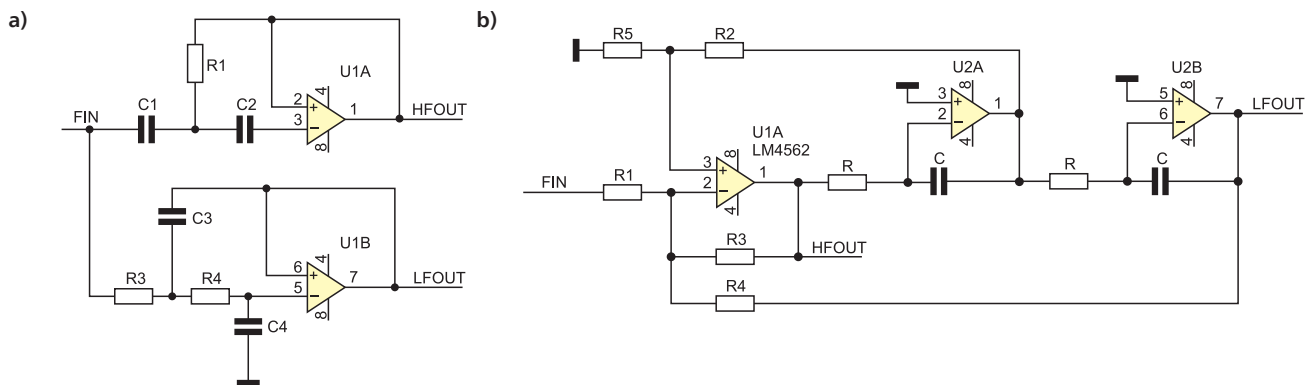 a)
R1
U1A
4
2
+
1
HFOUT
FIN
C1
C2
3
−
8
C3
U1B
4
6
+
7
LFOUT
R3
R4
5
−
8
C4
b)
R5
R2
U2A
8
3
+
1
2
−
4
U2B
8
5
+
7
LFOUT
6
−
4
U1A
LM4562
8
3
+
1
FIN
R1
2
−
4
R
C
R
C
R3
HFOUT
R4